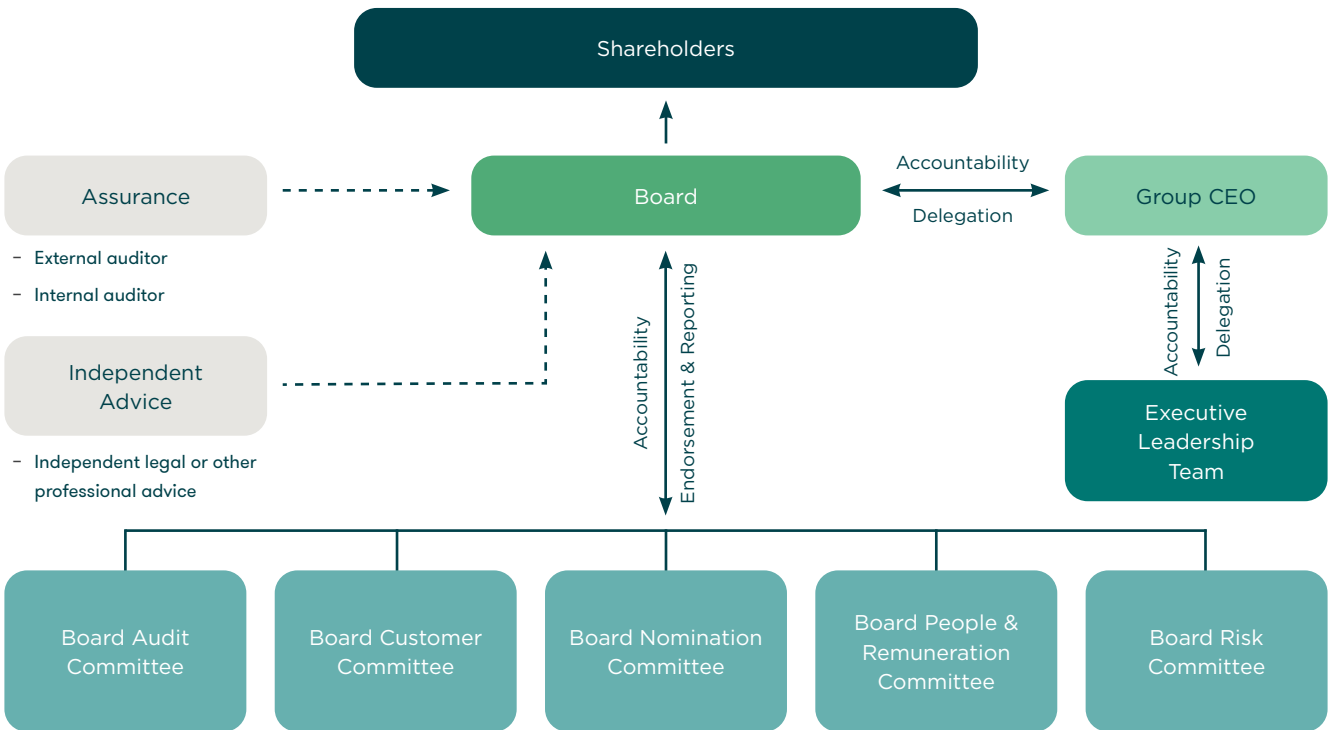 Shareholders
Assurance
– External auditor
– Internal auditor
Board
Accountability
Delegation
Group CEO
Independent
Advice
– Independent legal or other
professional advice
Accountability
Endorsement & Reporting
Accountability
Delegation
Executive
Leadership
Team
Board Audit
Committee
Board Customer
Committee
Board Nomination
Committee
Board People &
Remuneration
Committee
Board Risk
Committee